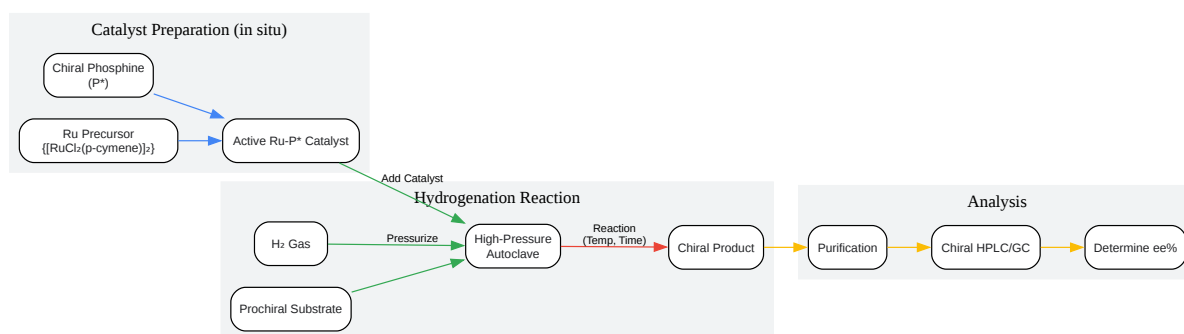 Catalyst Preparation (in situ)
Chiral Phosphine
(P*)
Ru Precursor
{[RuCl₂(p-cymene)]₂}
Active Ru-P* Catalyst
Add Catalyst
Hydrogenation Reaction
H₂ Gas
Pressurize
High-Pressure
Autoclave
Reaction
(Temp, Time)
Chiral Product
Prochiral Substrate
Analysis
Purification
Chiral HPLC/GC
Determine ee%